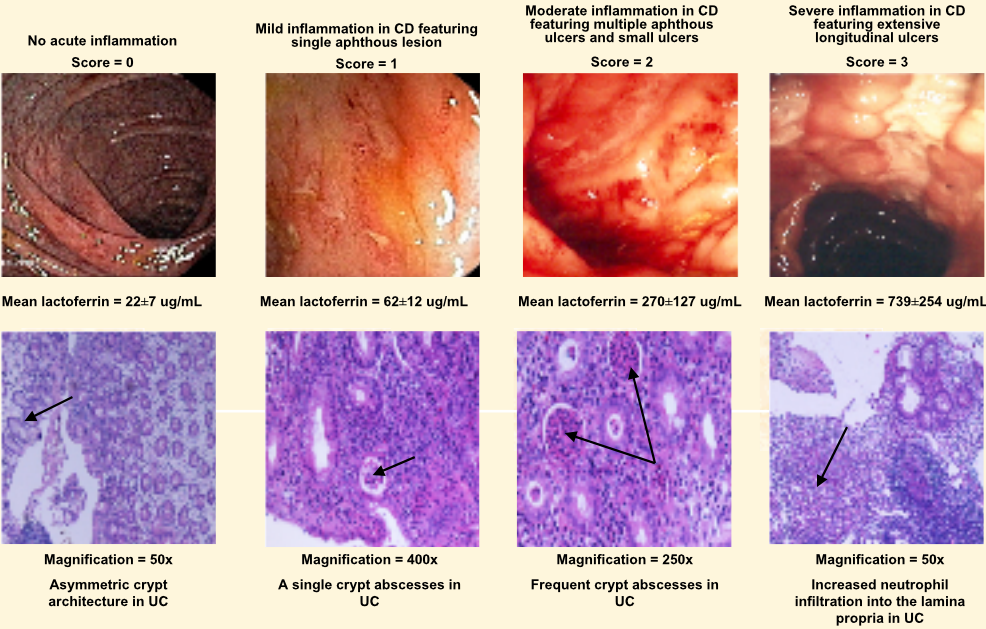 No acute inflammation
Score = 0
Mild inflammation in CD featuring
single aphthous lesion
Score = 1
Moderate inflammation in CD
featuring multiple aphthous
ulcers and small ulcers
Score = 2
Severe inflammation in CD
featuring extensive
longitudinal ulcers
Score = 3
Mean lactoferrin = 22±7 ug/mL
Mean lactoferrin = 62±12 ug/mL
Mean lactoferrin = 270±127 ug/mL
Mean lactoferrin = 739±254 ug/mL
Magnification = 50x
Asymmetric crypt
architecture in UC
Magnification = 400x
A single crypt abscesses in
UC
Magnification = 250x
Frequent crypt abscesses in
UC
Magnification = 50x
Increased neutrophil
infiltration into the lamina
propria in UC